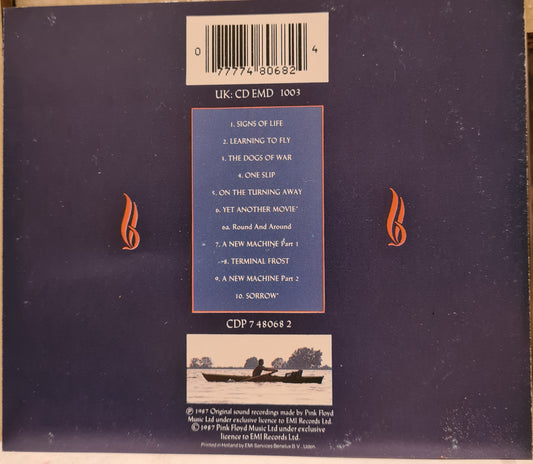 0 77774 80682 4
UK: CD EMD 1003
1. SIGNS OF LIFE
2. LEARNING TO FLY
3. THE DOGS OF WAR
4. ONE SLIP
5. ON THE TURNING AWAY
6. YET ANOTHER MOVIE*
6a. Round And Around
7. A NEW MACHINE Part 1
8. TERMINAL FROST
9. A NEW MACHINE Part 2
10. SORROW*
CDP 7 48068 2
℗ 1987 Original sound recordings made by Pink Floyd
Music Ltd under exclusive licence to EMI Records Ltd.
© 1987 Pink Floyd Music Ltd under exclusive
licence to EMI Records Ltd.
Printed in Holland by EMI Services Benelux B.V., Uden